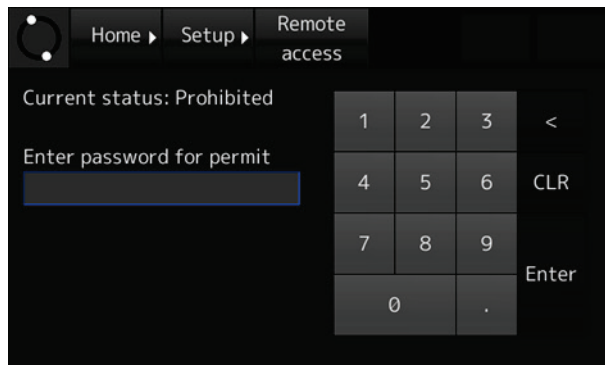 Home Setup Remote access
Current status: Prohibited
Enter password for permit
1 2 3 <
4 5 6 CLR
7 8 9
Enter
0 .